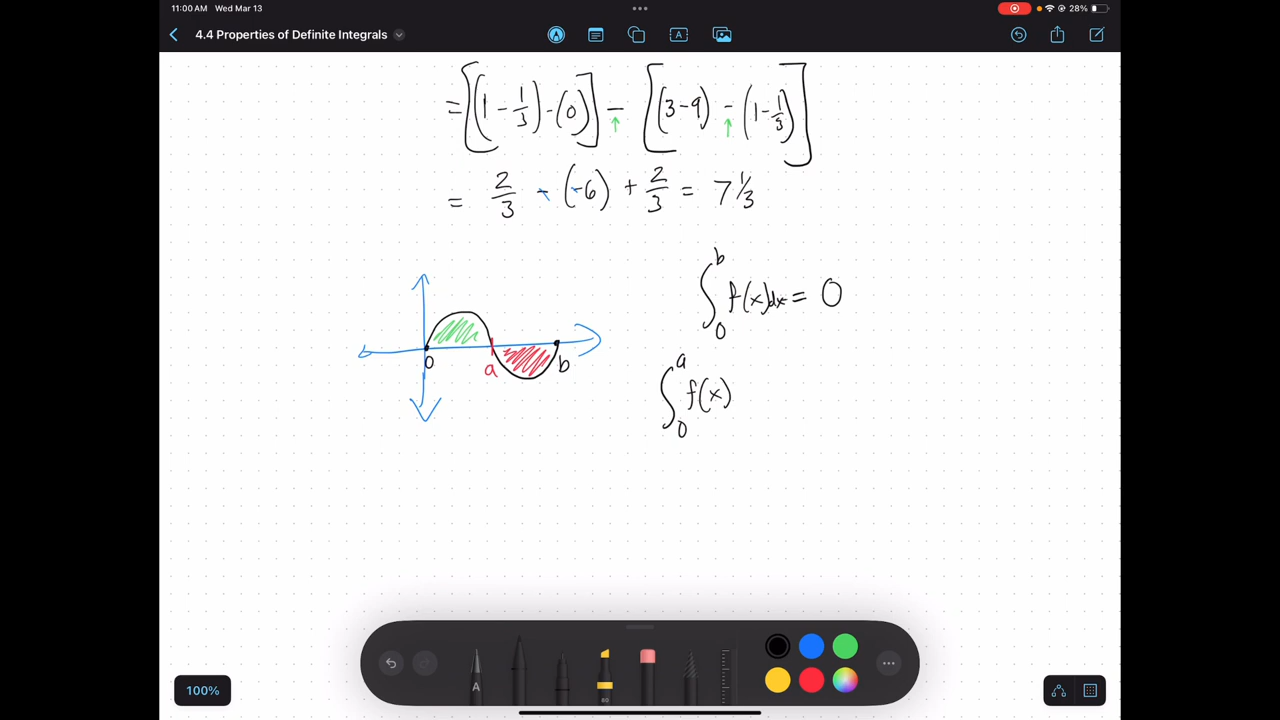 11:00 AM Wed Mar 13
28%
4.4 Properties of Definite Integrals
= [(1 - 1/3) - (0)] - [(3 - 9) - (1 - 1/3)]
= 2/3 - (-6) + 2/3 = 7 1/3
∫₀ᵇ f(x)dx = 0
0 a b
∫₀ᵃ f(x)
A
80
100%